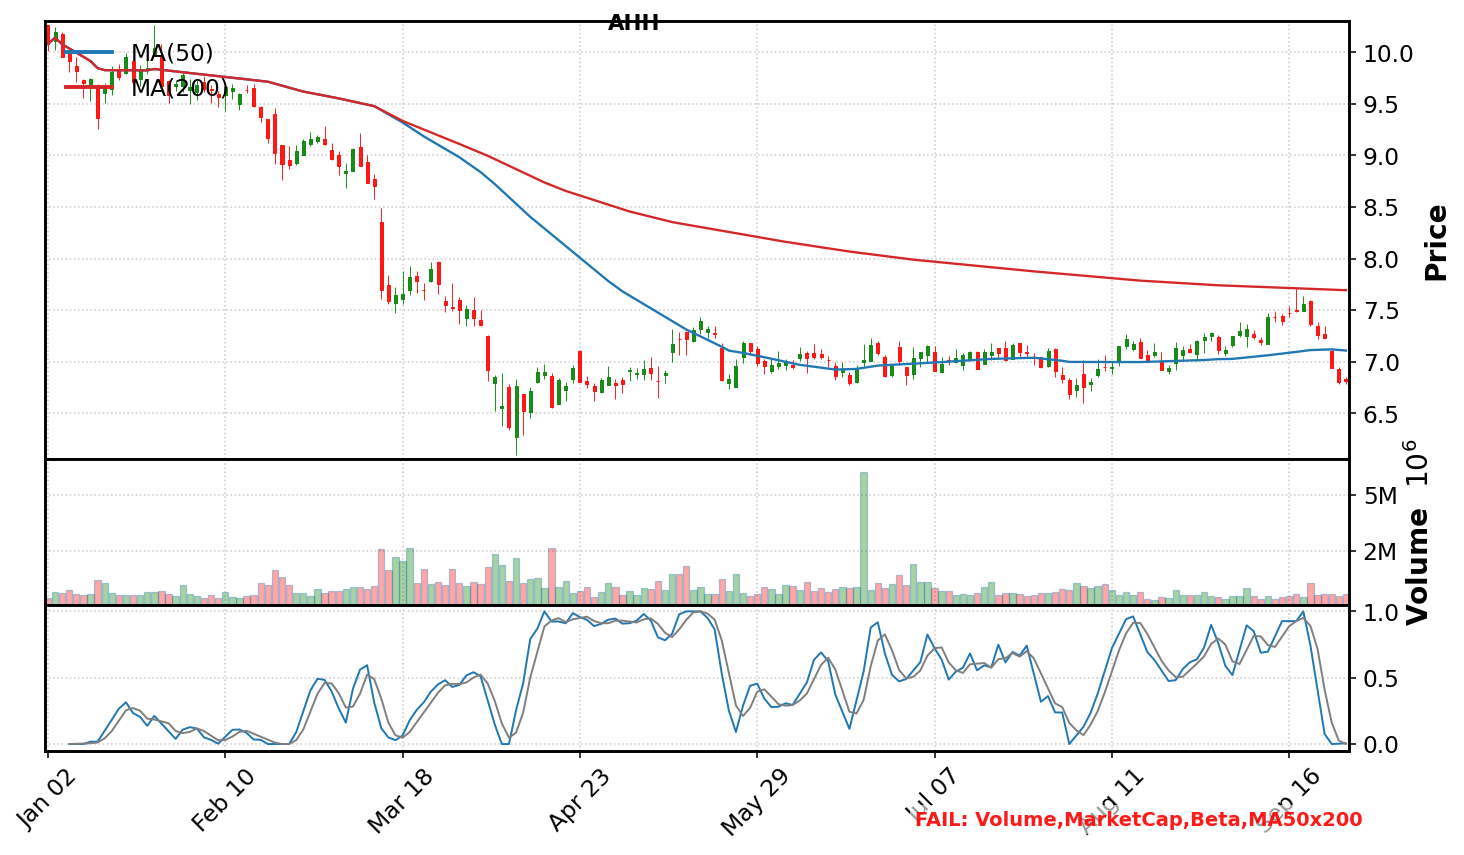 AHH
MA(50)
MA(200)
10.0
9.5
9.0
8.5
8.0
7.5
7.0
6.5
Price
5M
2M
Volume 10^6
1.0
0.5
0.0
Jan 02
Feb 10
Mar 18
Apr 23
May 29
Jul 07
Aug 11
Sep 16
FAIL: Volume,MarketCap,Beta,MA50x200